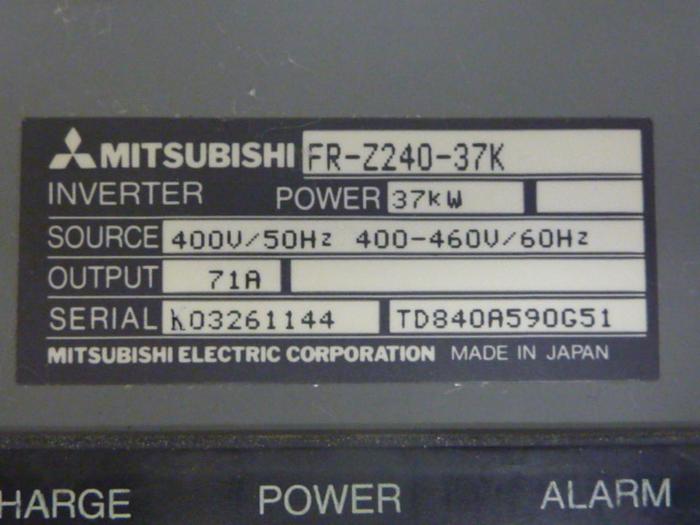 MITSUBISHI FR-Z240-37K
INVERTER POWER 37kW
SOURCE 400V/50Hz 400-460V/60Hz
OUTPUT 71A
SERIAL h03261144 TD840A590G51
MITSUBISHI ELECTRIC CORPORATION MADE IN JAPAN
HARGE POWER ALARM